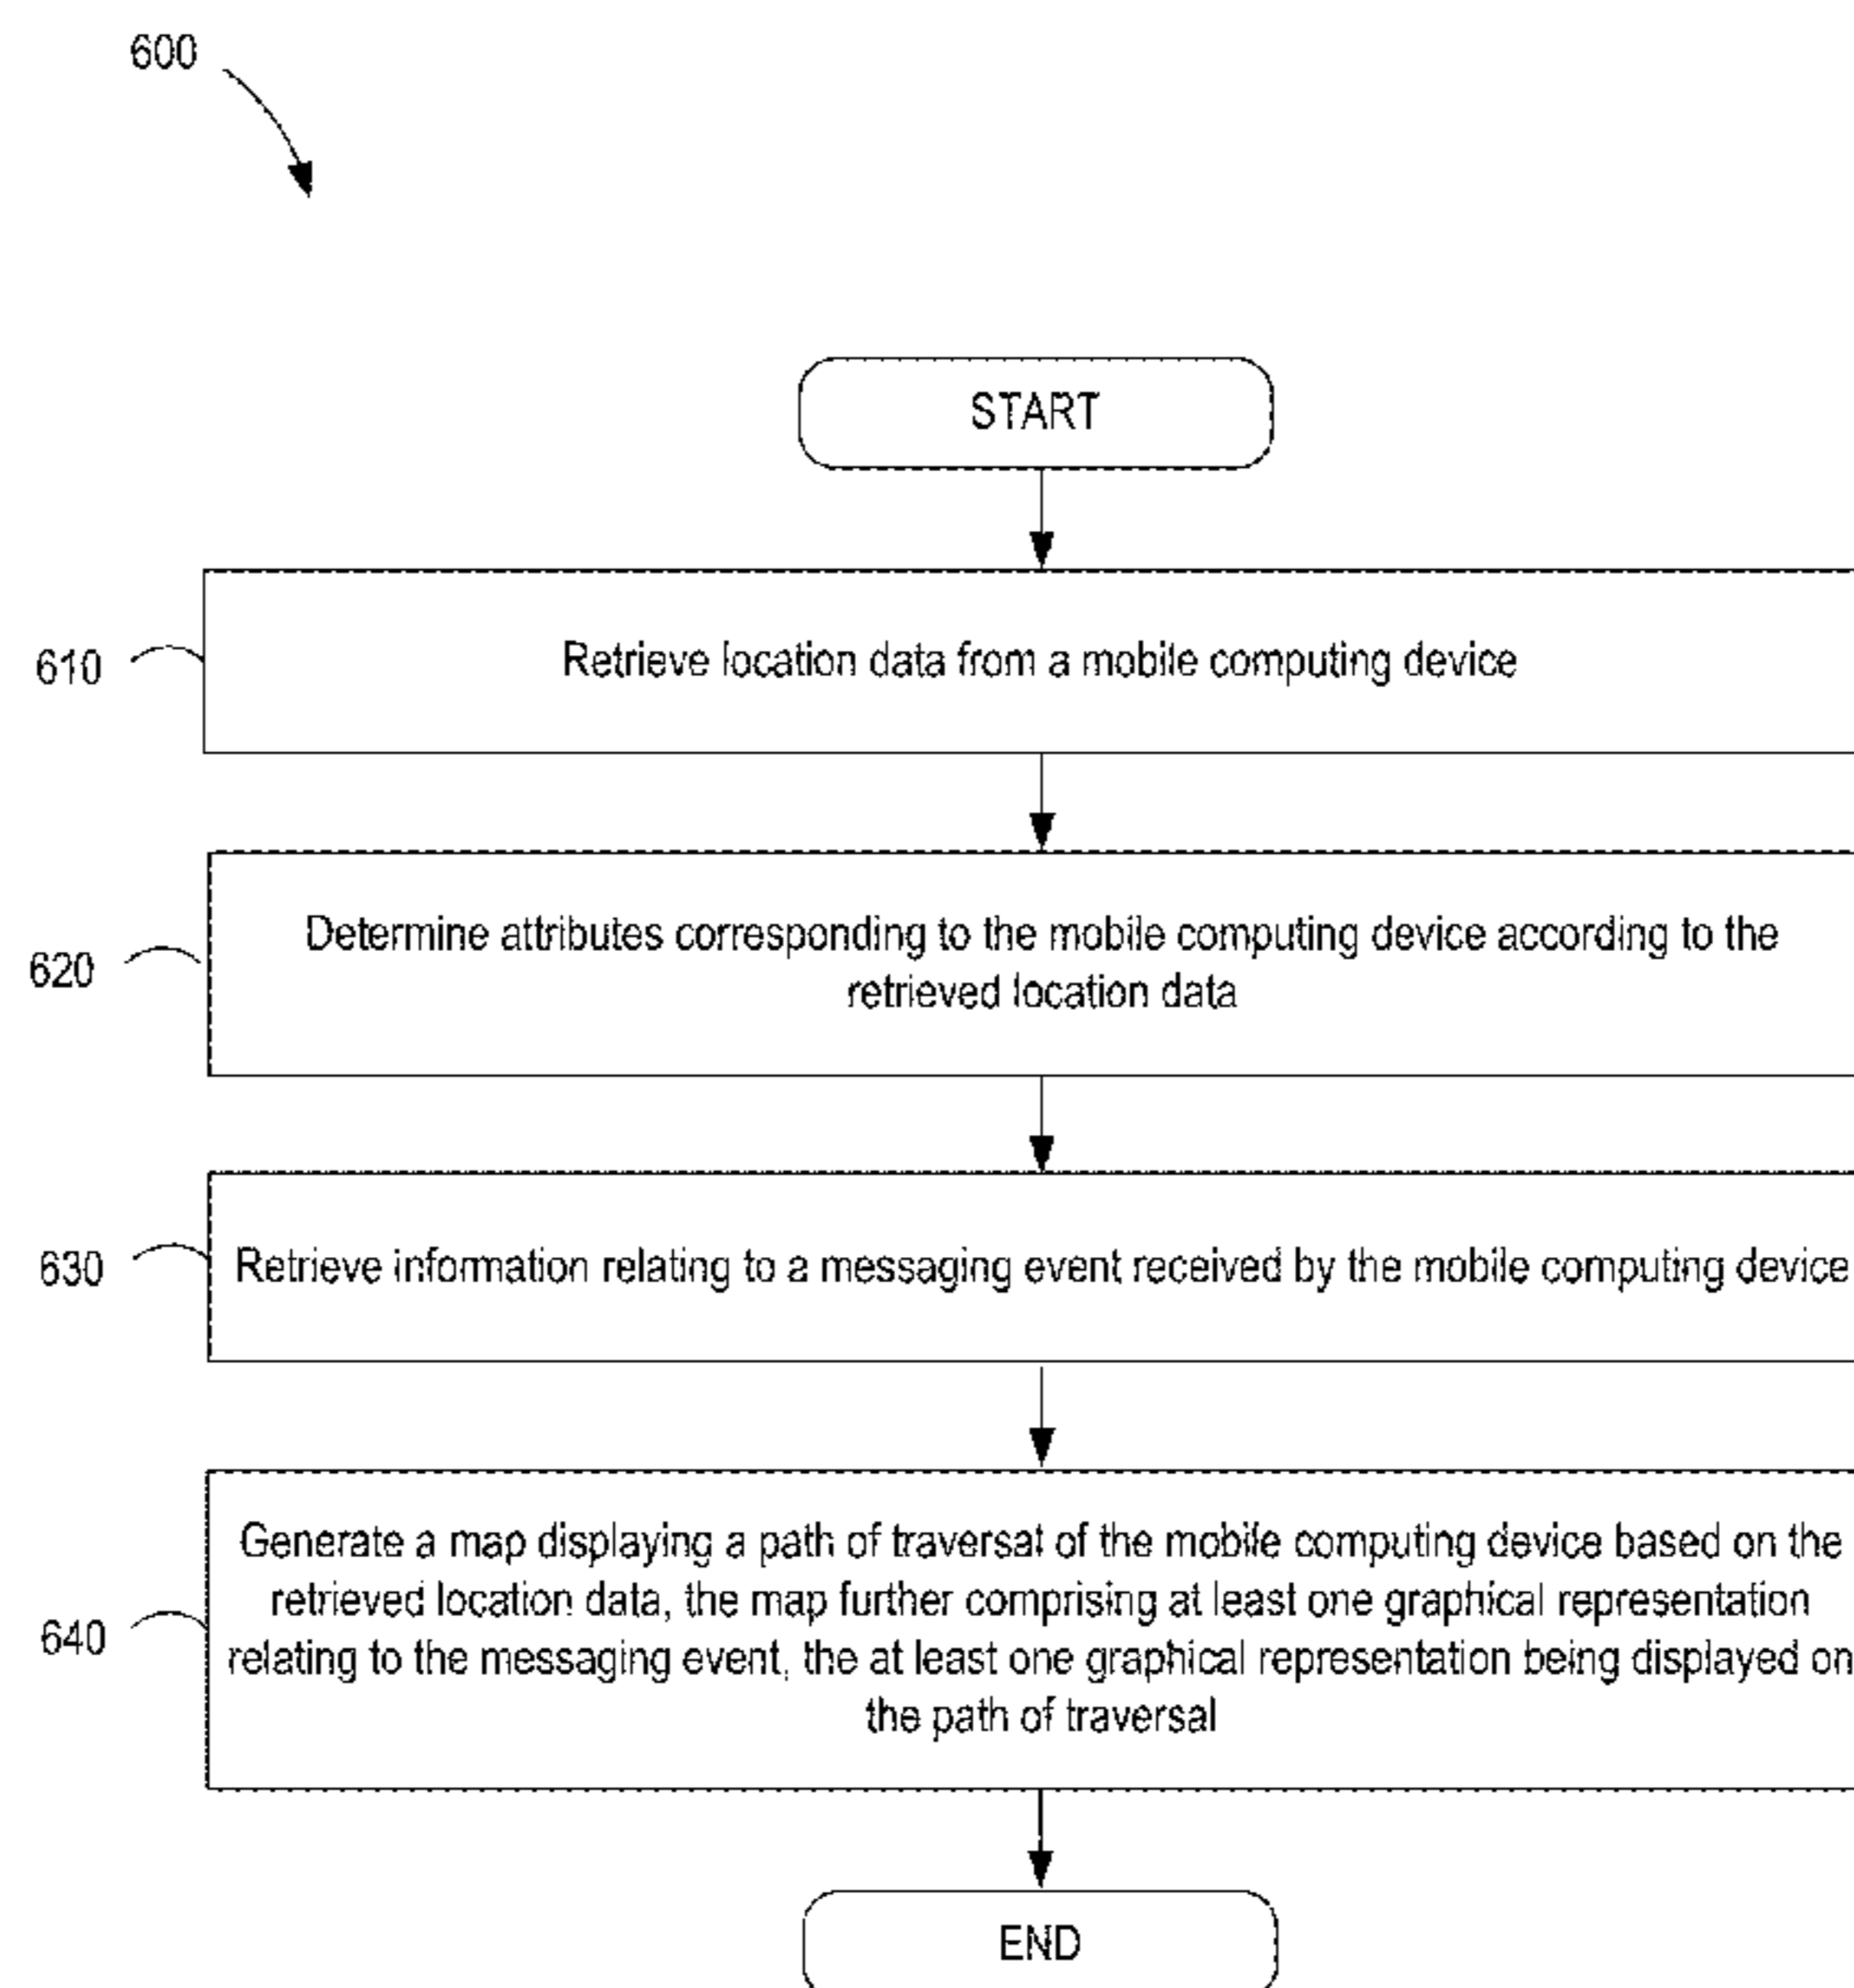 600
START
610
Retrieve location data from a mobile computing device
620
Determine attributes corresponding to the mobile computing device according to the
retrieved location data
630
Retrieve information relating to a messaging event received by the mobile computing device
640
Generate a map displaying a path of traversal of the mobile computing device based on the
retrieved location data, the map further comprising at least one graphical representation
relating to the messaging event, the at least one graphical representation being displayed on
the path of traversal
END